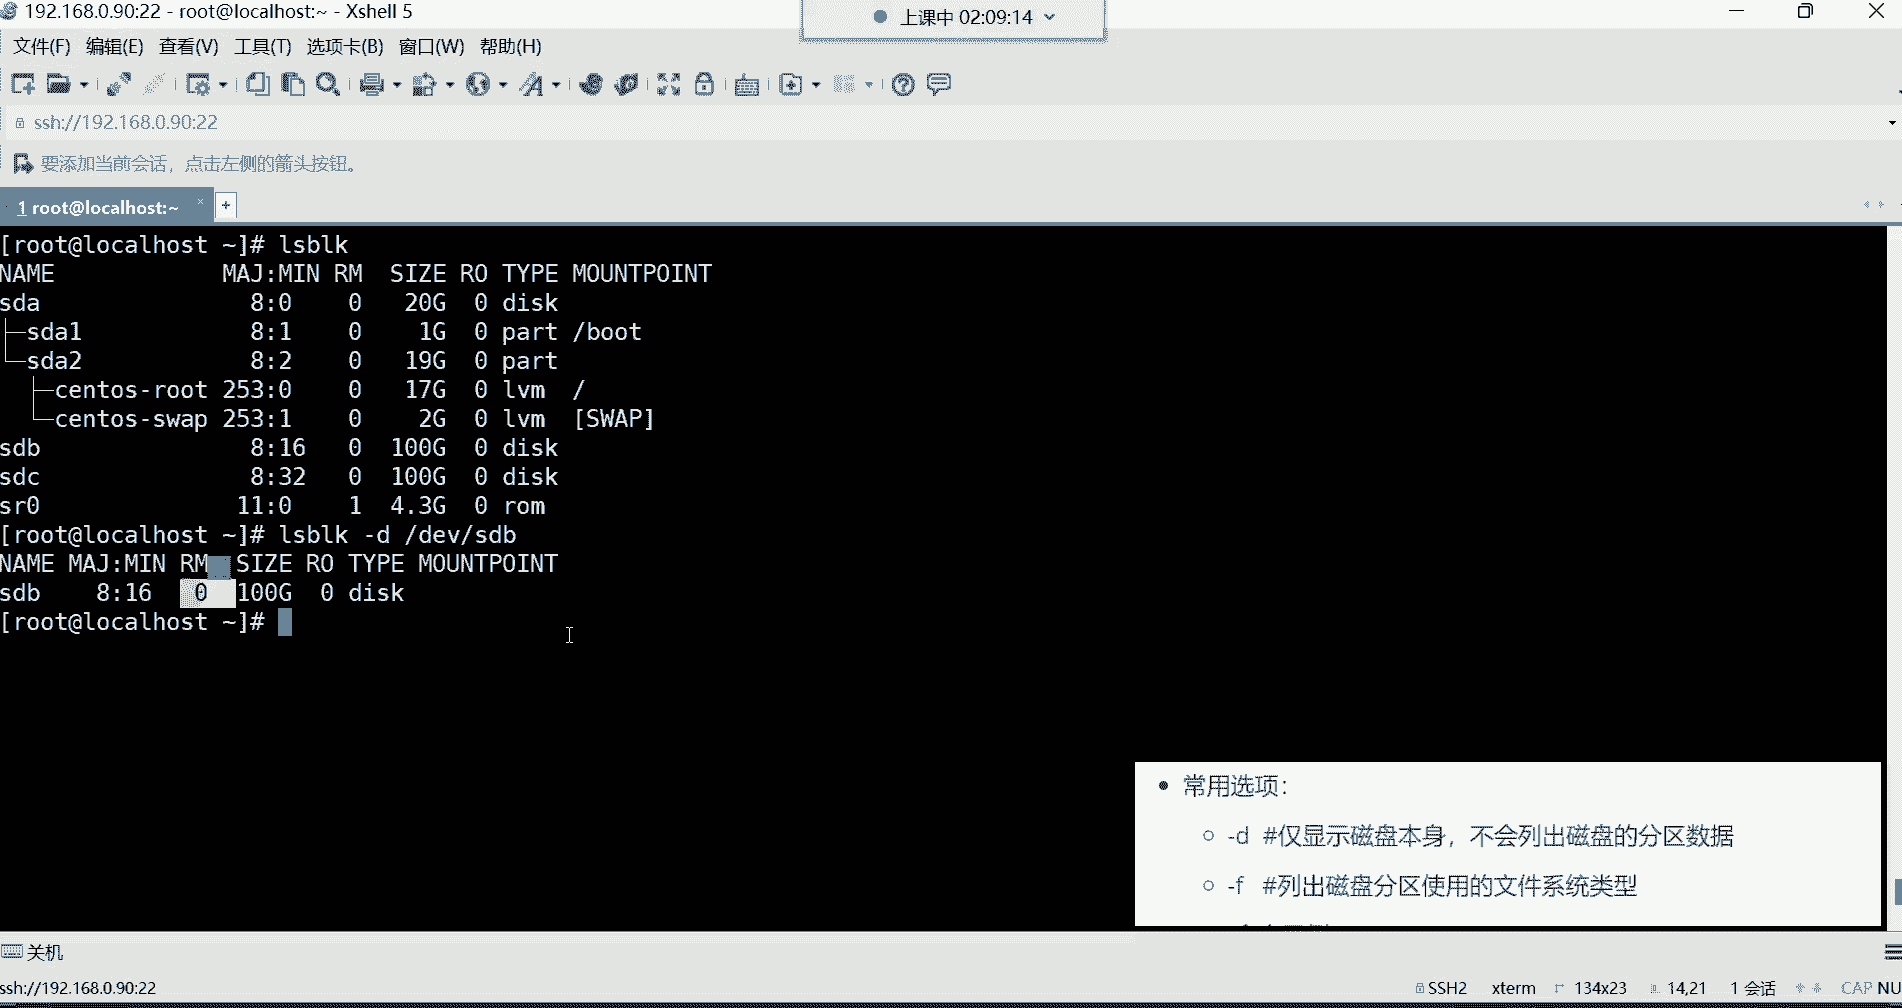 192.168.0.90:22 - root@localhost:~ - Xshell 5
上课中 02:09:14
文件(F) 编辑(E) 查看(V) 工具(T) 选项卡(B) 窗口(W) 帮助(H)
ssh://192.168.0.90:22
要添加当前会话，点击左侧的箭头按钮。
1 root@localhost:~ × +
[root@localhost ~]# lsblk
NAME MAJ:MIN RM SIZE RO TYPE MOUNTPOINT
sda 8:0 0 20G 0 disk
├─sda1 8:1 0 1G 0 part /boot
└─sda2 8:2 0 19G 0 part
├─centos-root 253:0 0 17G 0 lvm /
└─centos-swap 253:1 0 2G 0 lvm [SWAP]
sdb 8:16 0 100G 0 disk
sdc 8:32 0 100G 0 disk
sr0 11:0 1 4.3G 0 rom
[root@localhost ~]# lsblk -d /dev/sdb
NAME MAJ:MIN RM SIZE RO TYPE MOUNTPOINT
sdb 8:16 0 100G 0 disk
[root@localhost ~]#
常用选项：
-d #仅显示磁盘本身，不会列出磁盘的分区数据
-f #列出磁盘分区使用的文件系统类型
关机
ssh://192.168.0.90:22 SSH2 xterm 134x23 14,21 1 会话 CAP NU